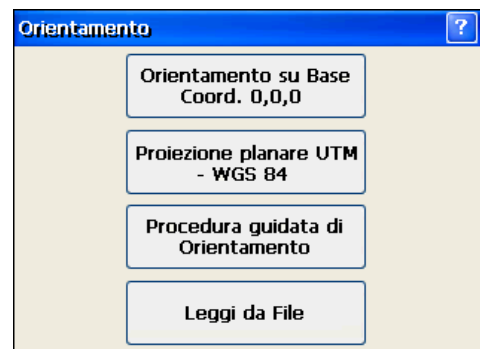 Orientamento
?
Orientamento su Base
Coord. 0,0,0
Proiezione planare UTM
- WGS 84
Procedura guidata di
Orientamento
Leggi da File